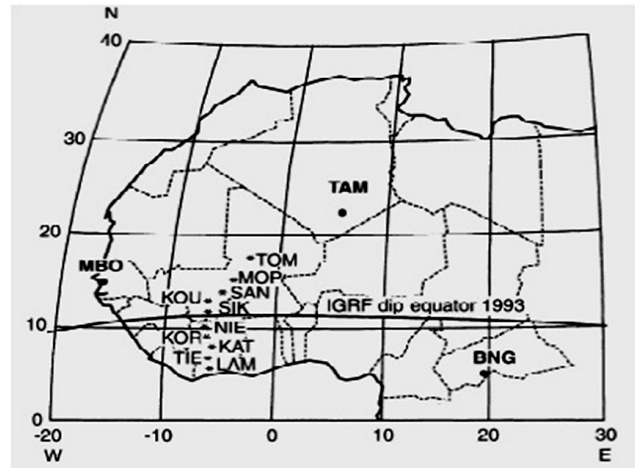 N
40
30
TAM
20
MBO
TOM
MOP
KOU
SAN
SIK
IGRF dip equator 1993
10
NIE
KOR
KAT
TIE
LAM
BNG
0
-20 -10 0 10 20 30
W E